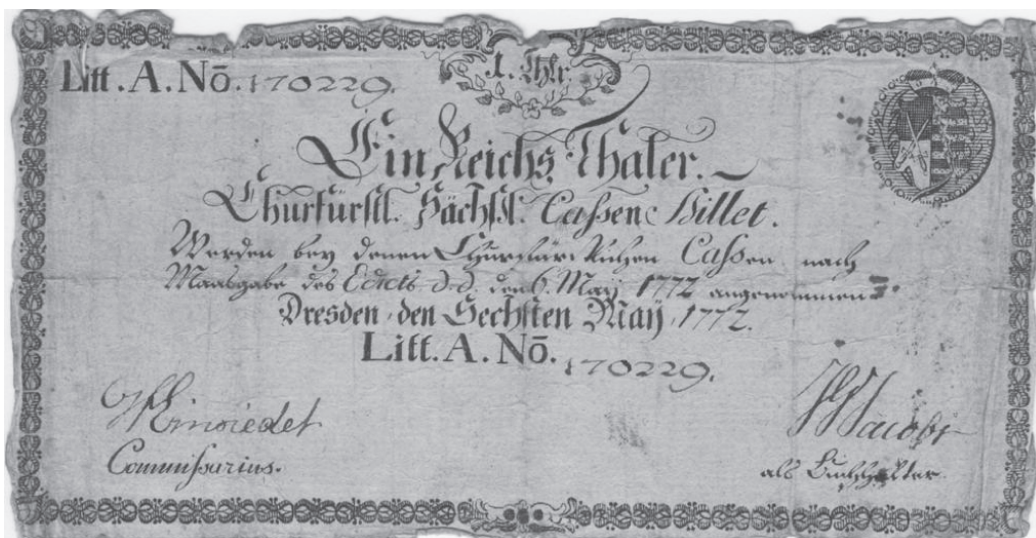 1. Thlr.
Litt. A. No. 170229.
Ein Reichs Thaler.
Churfürstl. Sächßl. Caßen Billet.
Werden bey denen Churfürstlichen Caßen nach
Maasgabe des Edicts d.d. den 6. May 1772 angenommen
Dresden, den Sechsten May, 1772.
Litt. A. No. 170229.
Commißarius.
als Buchhalter.